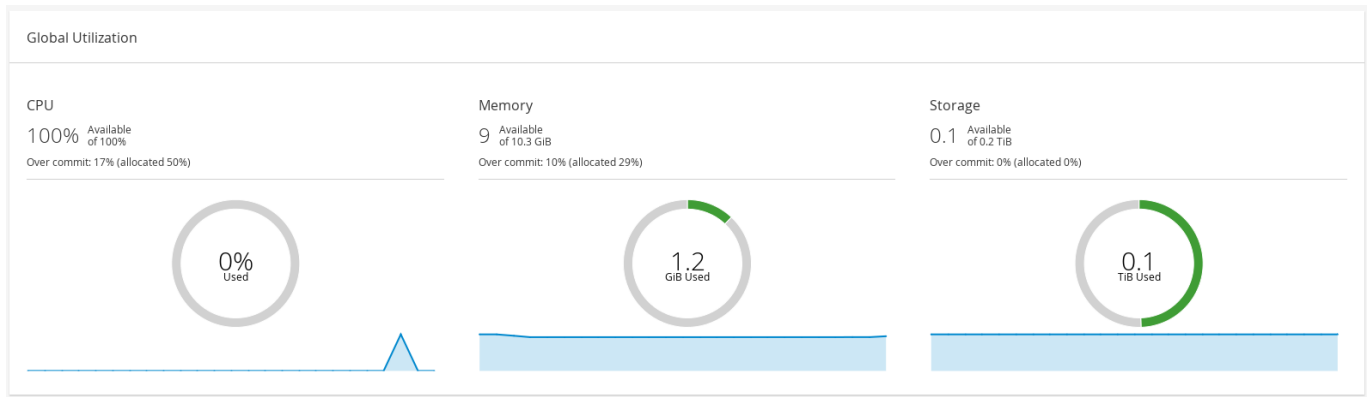 Global Utilization
CPU
100% Available
of 100%
Over commit: 17% (allocated 50%)
0%
Used
Memory
9 Available
of 10.3 GiB
Over commit: 10% (allocated 29%)
1.2
GiB Used
Storage
0.1 Available
of 0.2 TiB
Over commit: 0% (allocated 0%)
0.1
TiB Used